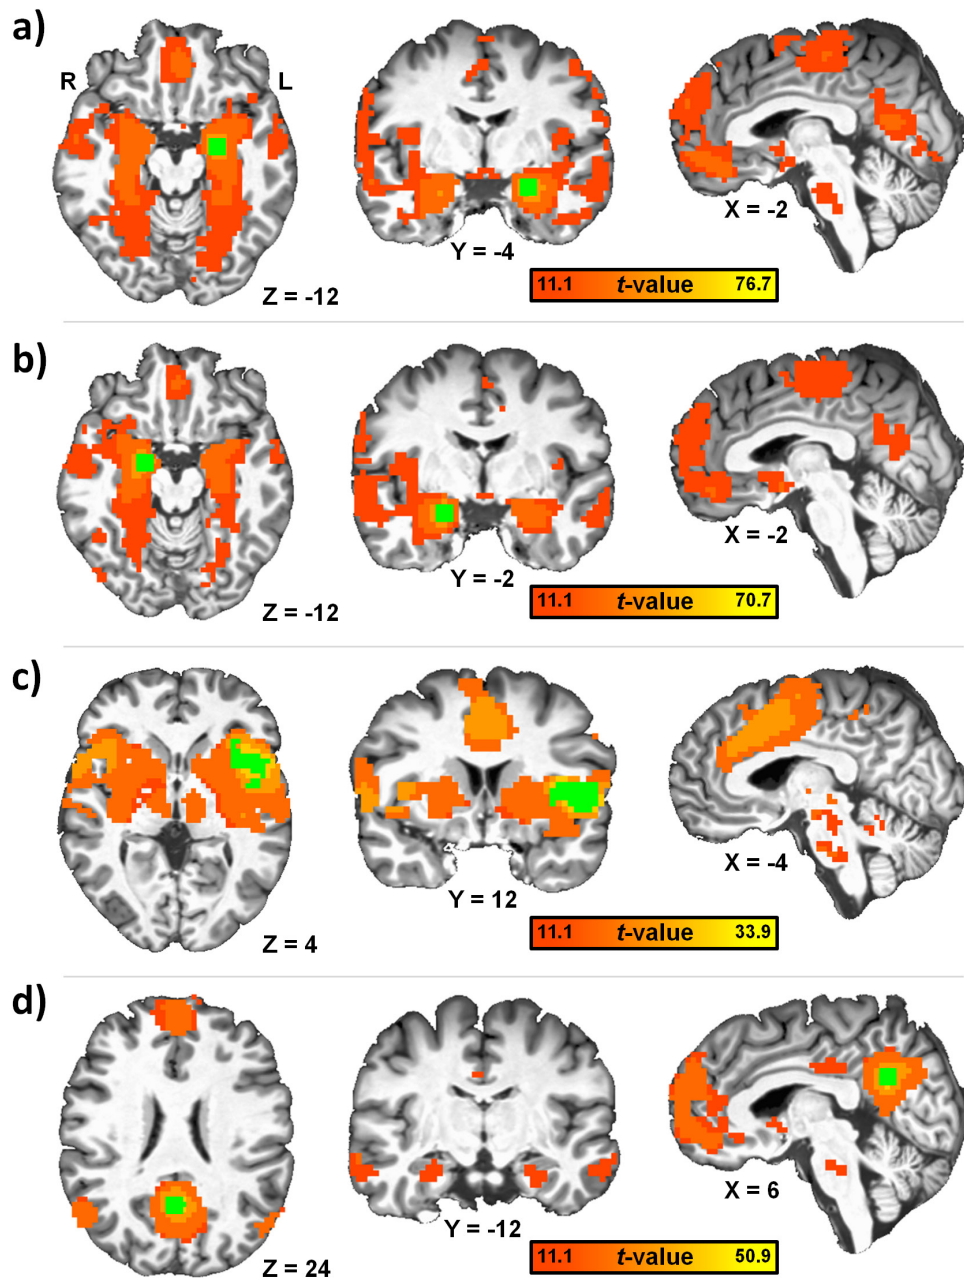 a)
R L
Z = -12
Y = -4
X = -2
11.1 t-value 76.7
b)
Z = -12
Y = -2
X = -2
11.1 t-value 70.7
c)
Z = 4
Y = 12
X = -4
11.1 t-value 33.9
d)
Z = 24
Y = -12
X = 6
11.1 t-value 50.9